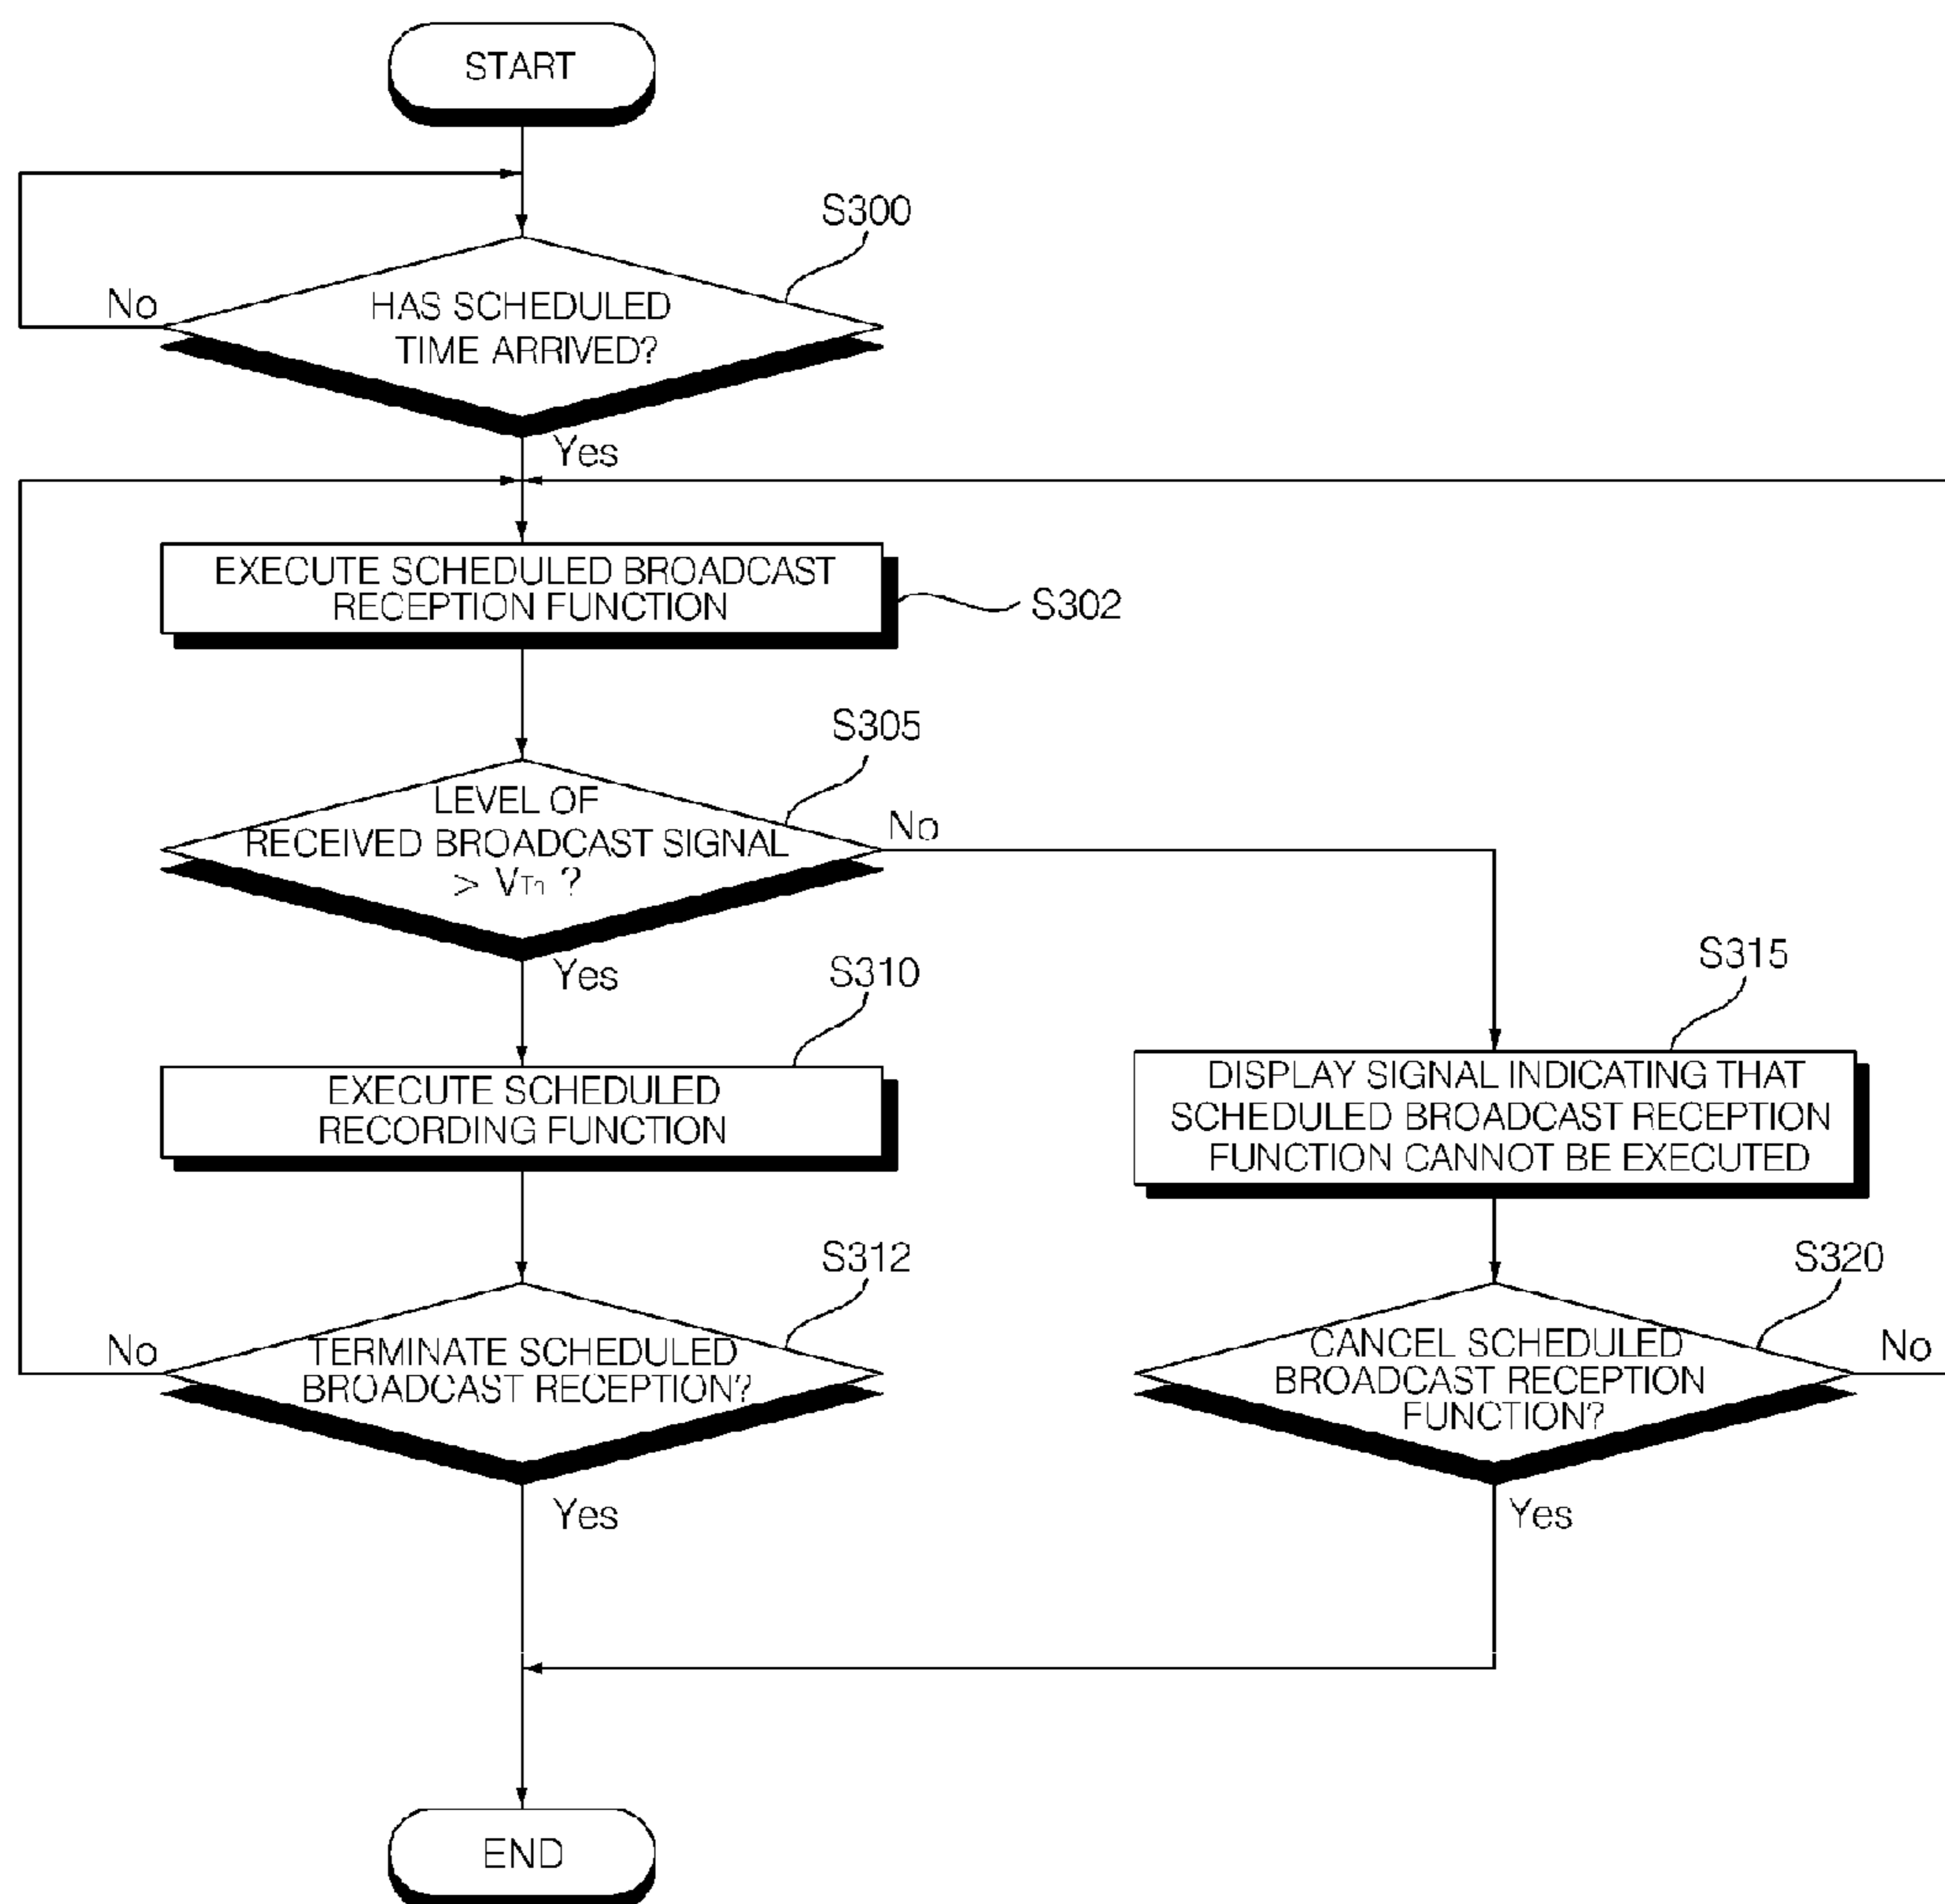 START
S300
No
HAS SCHEDULED
TIME ARRIVED?
Yes
EXECUTE SCHEDULED BROADCAST
RECEPTION FUNCTION
S302
S305
LEVEL OF
RECEIVED BROADCAST SIGNAL
> VTh ?
No
Yes
S310
S315
EXECUTE SCHEDULED
RECORDING FUNCTION
DISPLAY SIGNAL INDICATING THAT
SCHEDULED BROADCAST RECEPTION
FUNCTION CANNOT BE EXECUTED
S312
S320
No
TERMINATE SCHEDULED
BROADCAST RECEPTION?
CANCEL SCHEDULED
BROADCAST RECEPTION
FUNCTION?
No
Yes
Yes
END